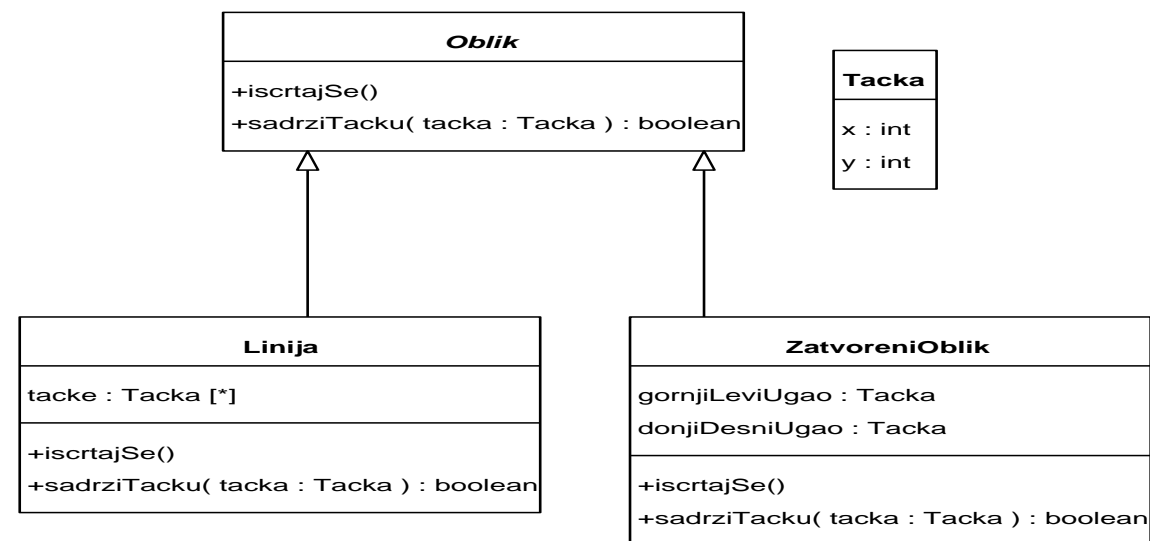 Oblik
+iscrtajSe()
+sadrziTacku( tacka : Tacka ) : boolean
Tacka
x : int
y : int
Linija
tacke : Tacka [*]
+iscrtajSe()
+sadrziTacku( tacka : Tacka ) : boolean
ZatvoreniOblik
gornjiLeviUgao : Tacka
donjiDesniUgao : Tacka
+iscrtajSe()
+sadrziTacku( tacka : Tacka ) : boolean